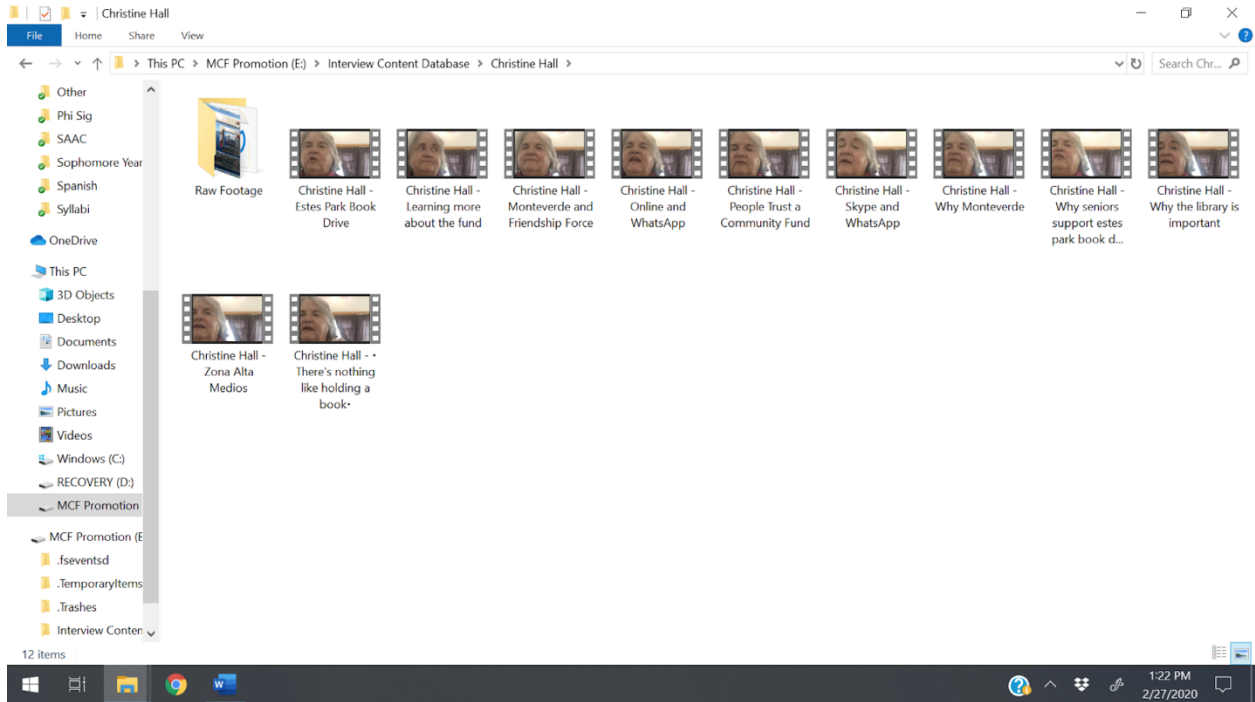 Christine Hall
File Home Share View
This PC > MCF Promotion (E:) > Interview Content Database > Christine Hall >
Search Chr...
Other
Phi Sig
SAAC
Sophomore Year
Spanish
Syllabi
OneDrive
This PC
3D Objects
Desktop
Documents
Downloads
Music
Pictures
Videos
Windows (C:)
RECOVERY (D:)
MCF Promotion
MCF Promotion (E
.fseventsd
.TemporaryItems
.Trashes
Interview Conten
Raw Footage
Christine Hall -
Estes Park Book
Drive
Christine Hall -
Learning more
about the fund
Christine Hall -
Monteverde and
Friendship Force
Christine Hall -
Online and
WhatsApp
Christine Hall -
People Trust a
Community Fund
Christine Hall -
Skype and
WhatsApp
Christine Hall -
Why Monteverde
Christine Hall -
Why seniors
support estes
park book d...
Christine Hall -
Why the library is
important
Christine Hall -
Zona Alta
Medios
Christine Hall - •
There's nothing
like holding a
book•
12 items
1:22 PM
2/27/2020